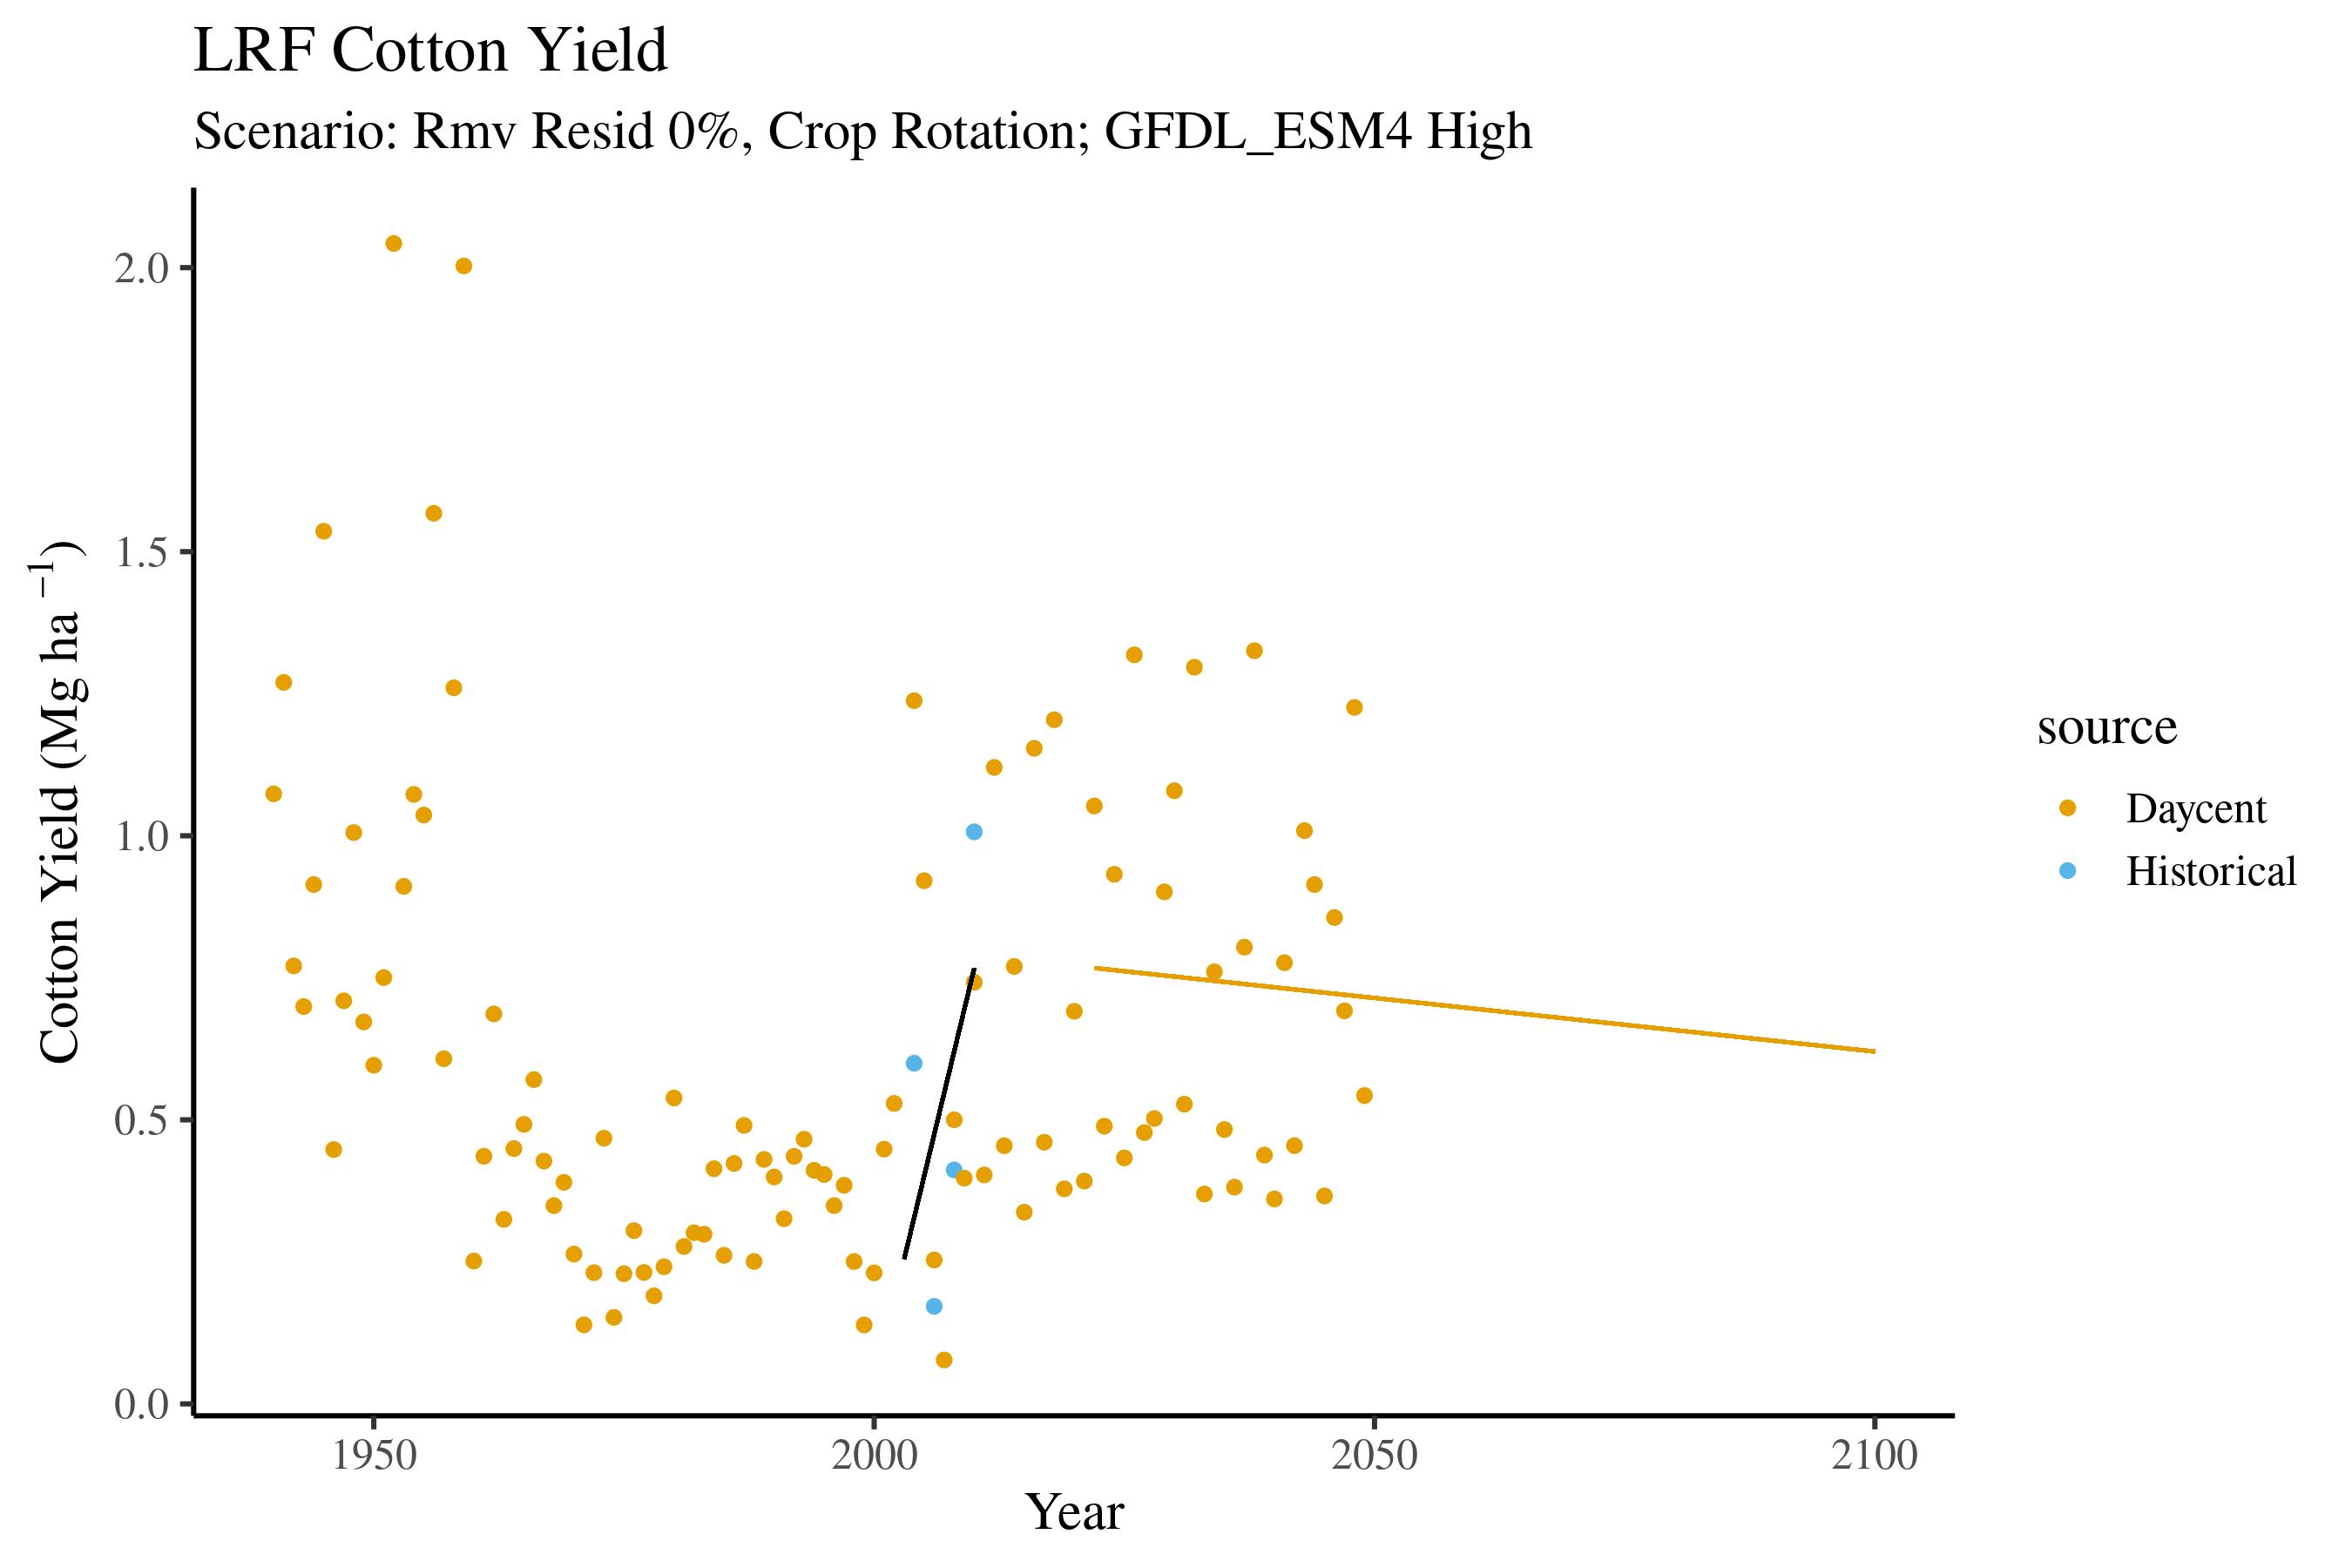 LRF Cotton Yield
Scenario: Rmv Resid 0%, Crop Rotation; GFDL_ESM4 High
Cotton Yield (Mg ha⁻¹)
2.0
1.5
1.0
0.5
0.0
1950 2000 2050 2100
Year
source
Daycent
Historical